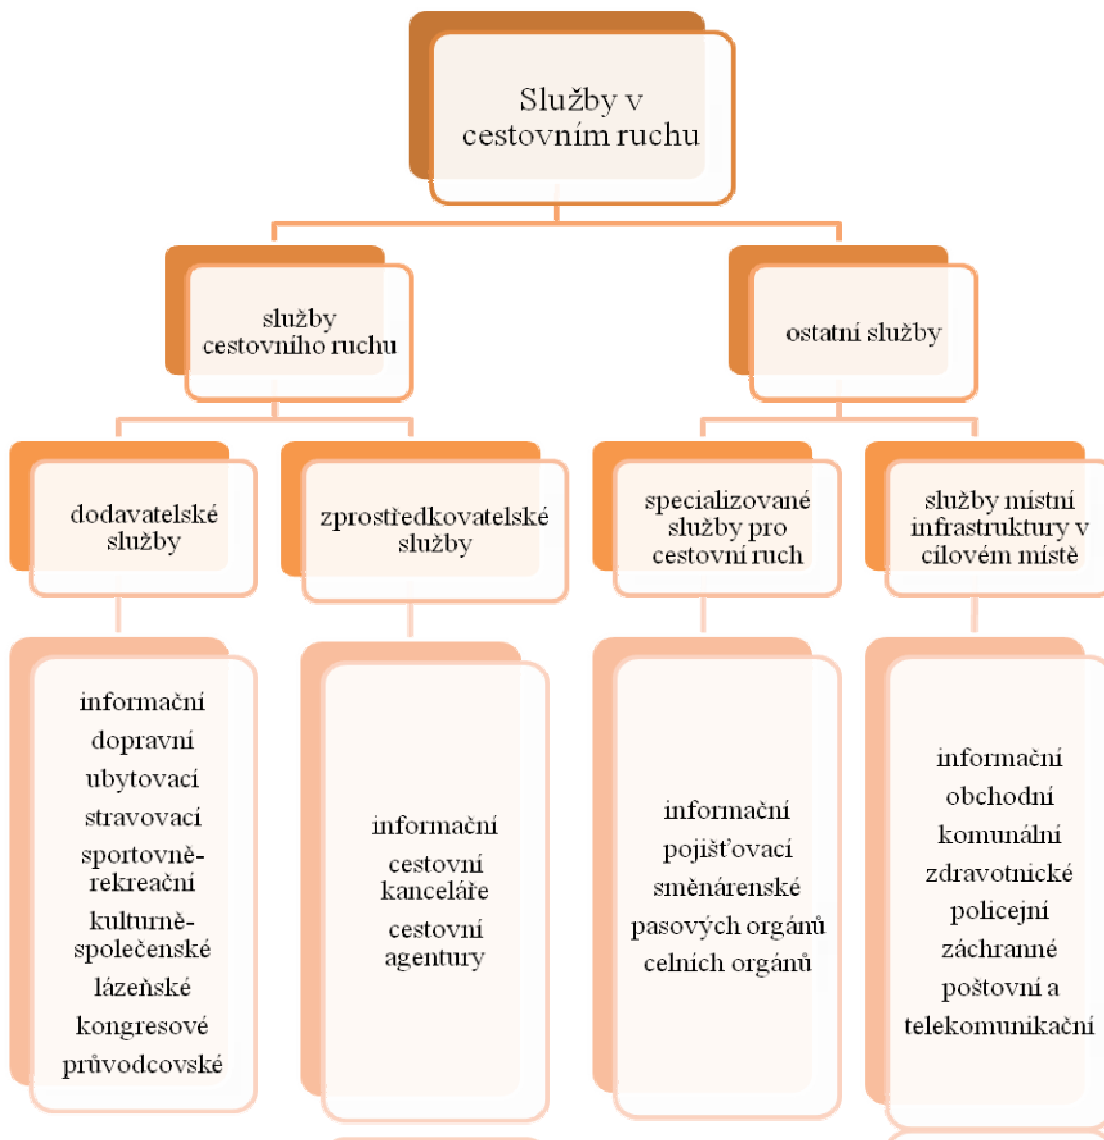 Služby v
cestovním ruchu
služby
cestovního ruchu
ostatní služby
dodavatelské
služby
zprostředkovatelské
služby
specializované
služby pro
cestovní ruch
služby místní
infrastruktury v
cílovém místě
informační
dopravní
ubytovací
stravovací
sportovně-
rekreační
kulturně-
společenské
lázeňské
kongresové
průvodcovské
informační
cestovní
kanceláře
cestovní
agentury
informační
pojišťovací
směnárenské
pasových orgánů
celních orgánů
informační
obchodní
komunální
zdravotnické
policejní
záchranné
poštovní a
telekomunikační